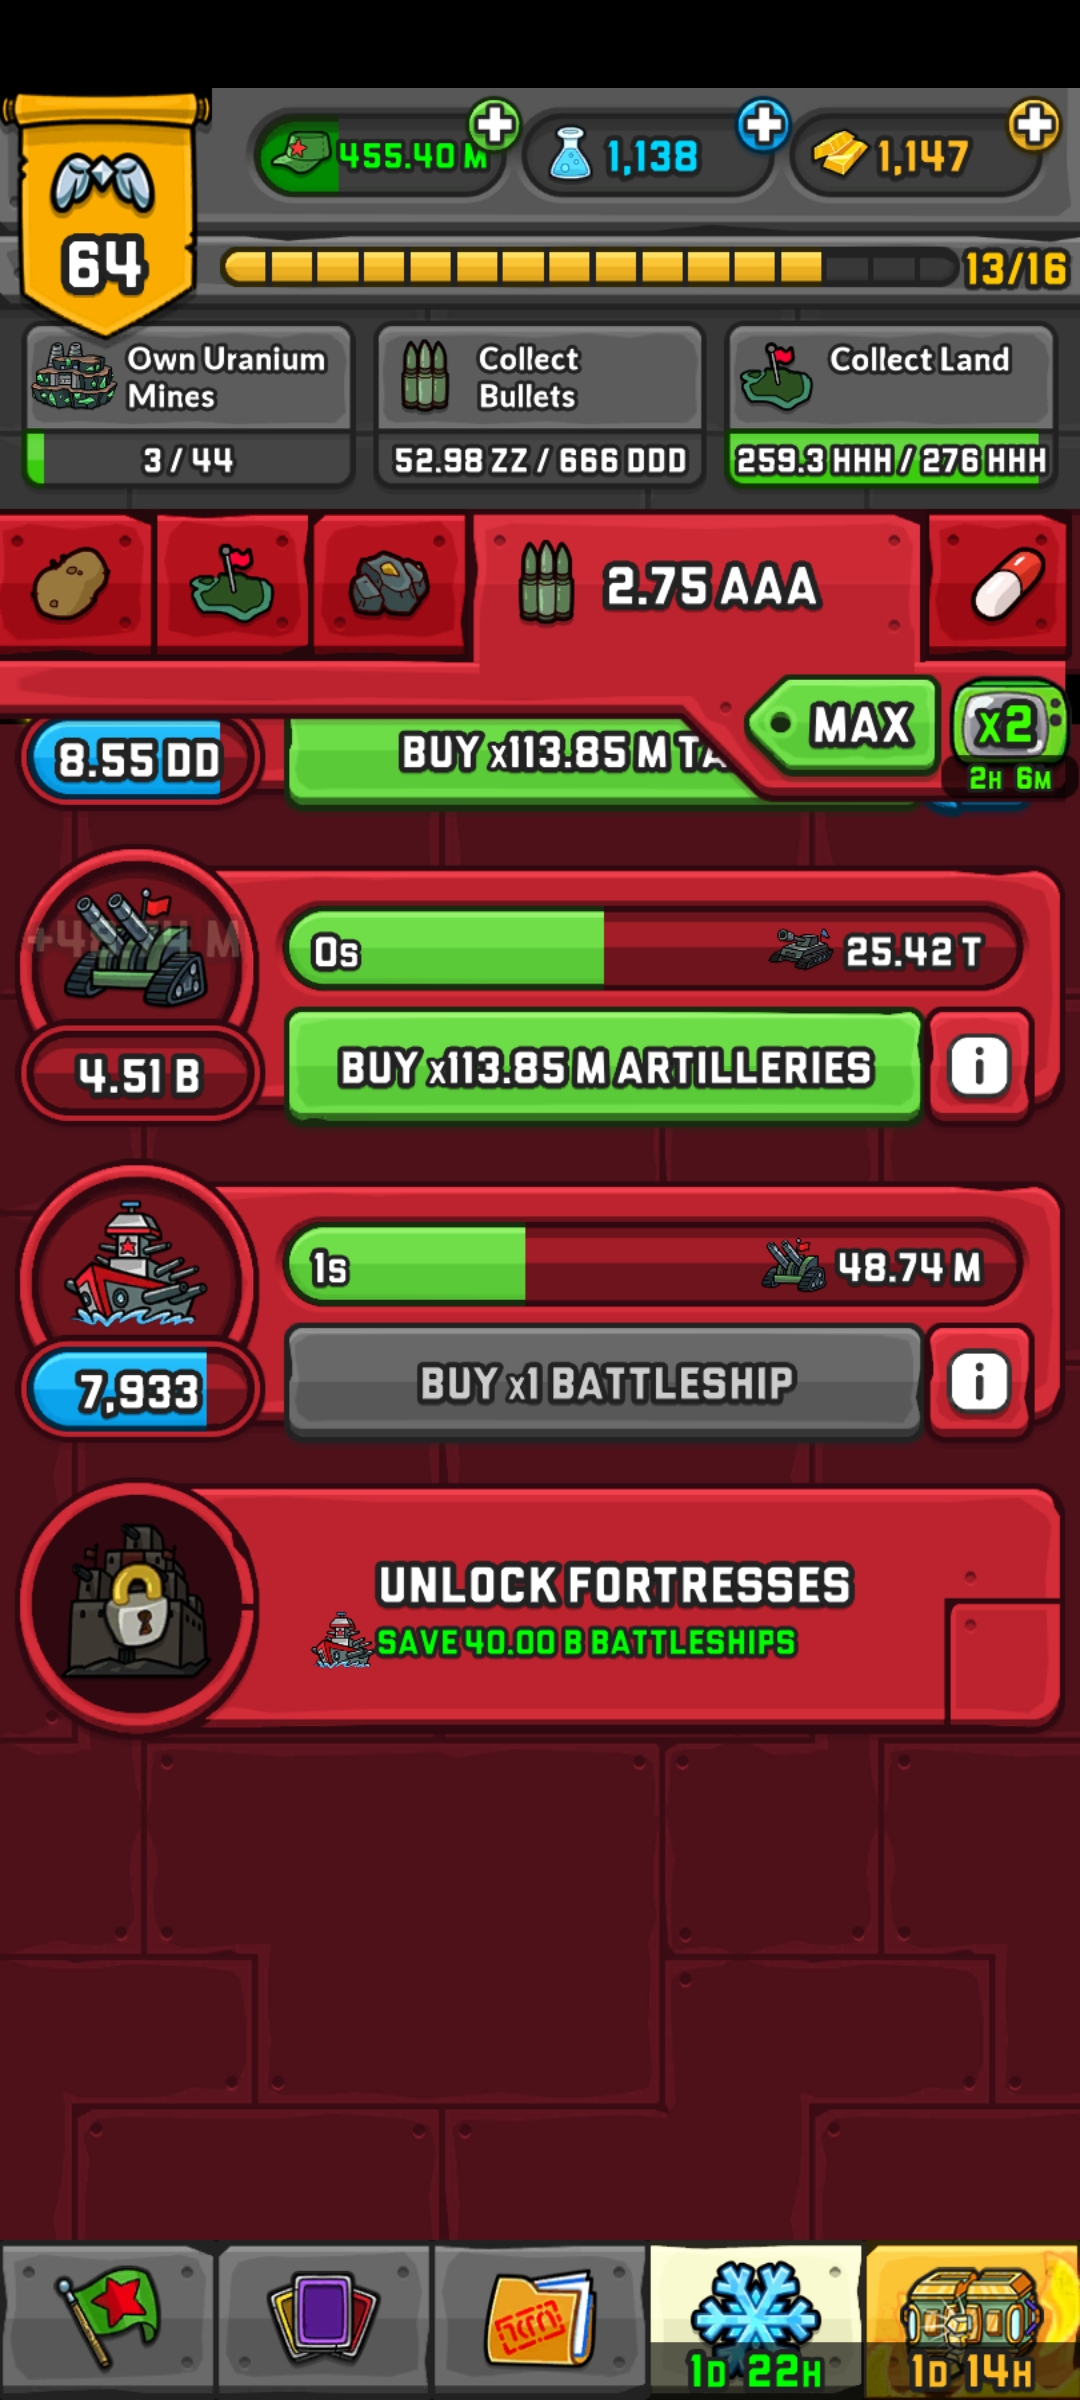 455.40 M
1,138
1,147
64
13/16
Own Uranium
Mines
3 / 44
Collect
Bullets
52.98 ZZ / 666 DDD
Collect Land
259.3 HHH / 276 HHH
2.75 AAA
MAX
x2
2H 6M
8.55 DD
BUY x113.85 M TA
0s
25.42 T
4.51 B
BUY x113.85 M ARTILLERIES
i
1s
48.74 M
7,933
BUY x1 BATTLESHIP
i
UNLOCK FORTRESSES
SAVE 40.00 B BATTLESHIPS
1D 22H
1D 14H